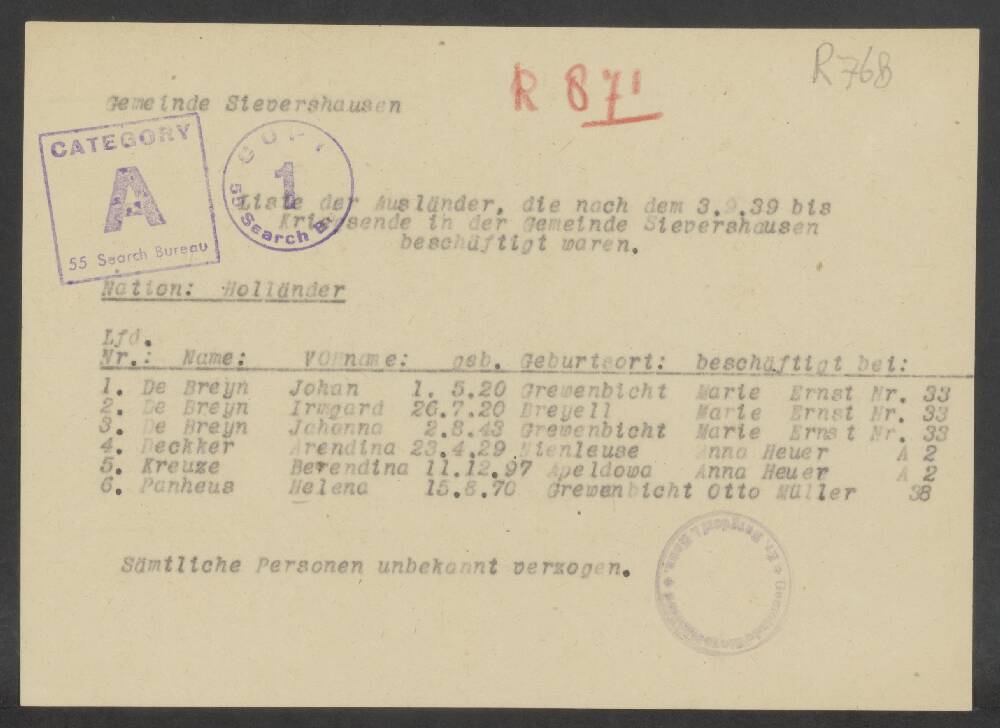 R 871
R 768
Gemeinde Sievershausen
CATEGORY
A
55 Search Bureau
COPY
1
55 Search B
Liste der Ausländer, die nach dem 3.9.39 bis
Kriegsende in der Gemeinde Sievershausen
beschäftigt waren.
Nation: Holländer
Lfd.
Nr.: Name: VOrname: geb. Geburtsort: beschäftigt bei:
1. De Breyn Johan 1. 5.20 Grewenbicht Marie Ernst Nr. 33
2. De Breyn Irmgard 26.7.20 Breyell Marie Ernst Nr. 33
3. De Breyn Johanna 2.8.43 Grewenbicht Marie Ernst Nr. 33
4. Deckker Arendina 23.4.29 Nienleuse Anna Heuer A 2
5. Kreuze Berendina 11.12.97 Apeldowa Anna Heuer A 2
6. Panheus Helena 15.8.70 Grewenbicht Otto Müller 38
Sämtliche Personen unbekannt verzogen.